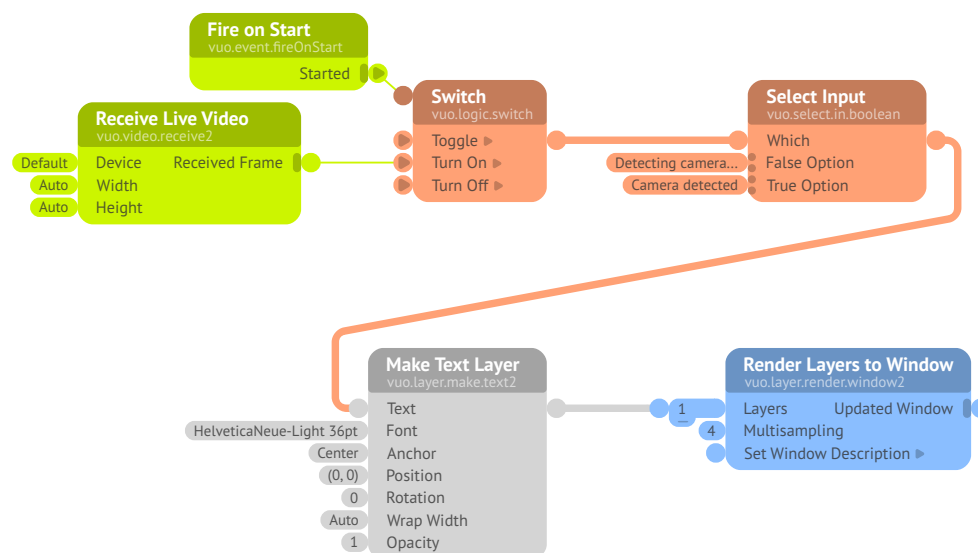 Fire on Start
vuo.event.fireOnStart
Started
Receive Live Video
vuo.video.receive2
Default Device Received Frame
Auto Width
Auto Height
Switch
vuo.logic.switch
Toggle
Turn On
Turn Off
Select Input
vuo.select.in.boolean
Which
Detecting camera... False Option
Camera detected True Option
Make Text Layer
vuo.layer.make.text2
Text
HelveticaNeue-Light 36pt Font
Center Anchor
(0, 0) Position
0 Rotation
Auto Wrap Width
1 Opacity
Render Layers to Window
vuo.layer.render.window2
1 Layers Updated Window
4 Multisampling
Set Window Description